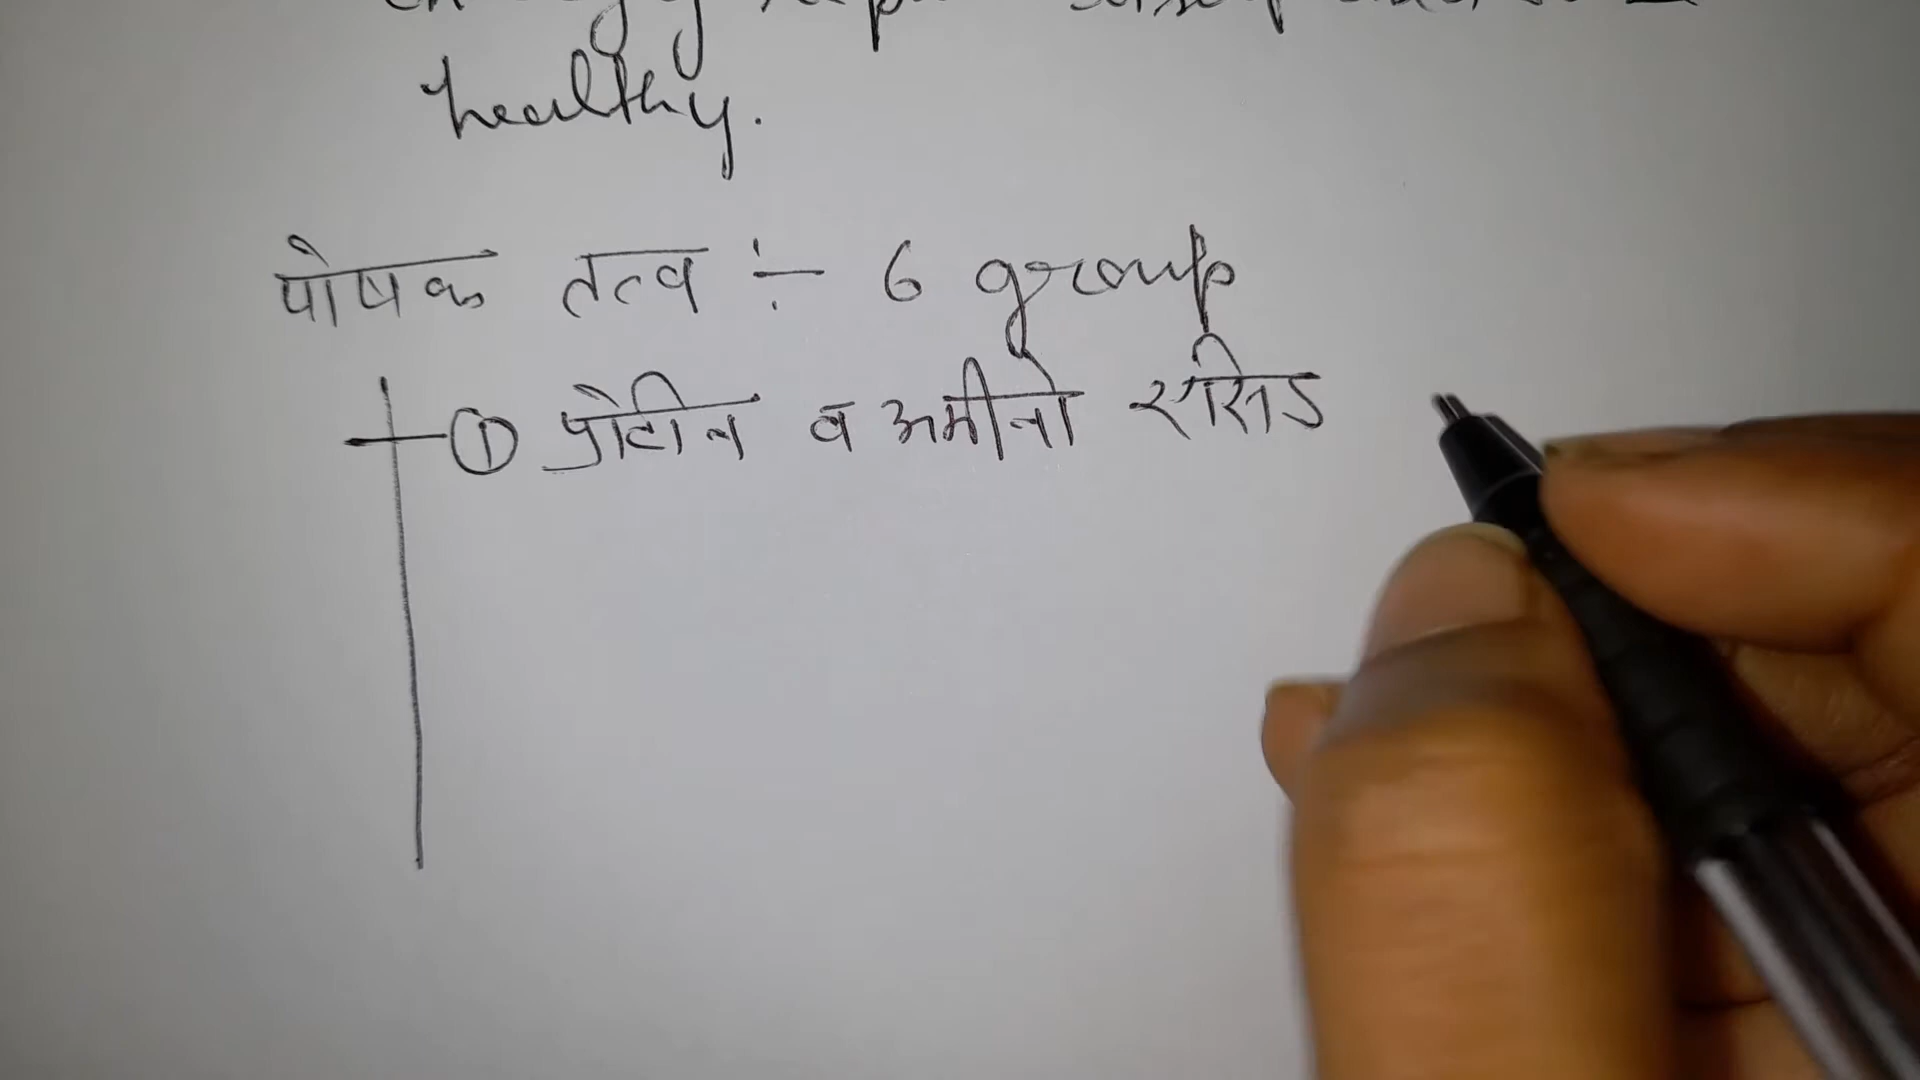 healthy.
पोषक तत्व ÷ 6 group
① प्रोटीन व अमीनो एसिड